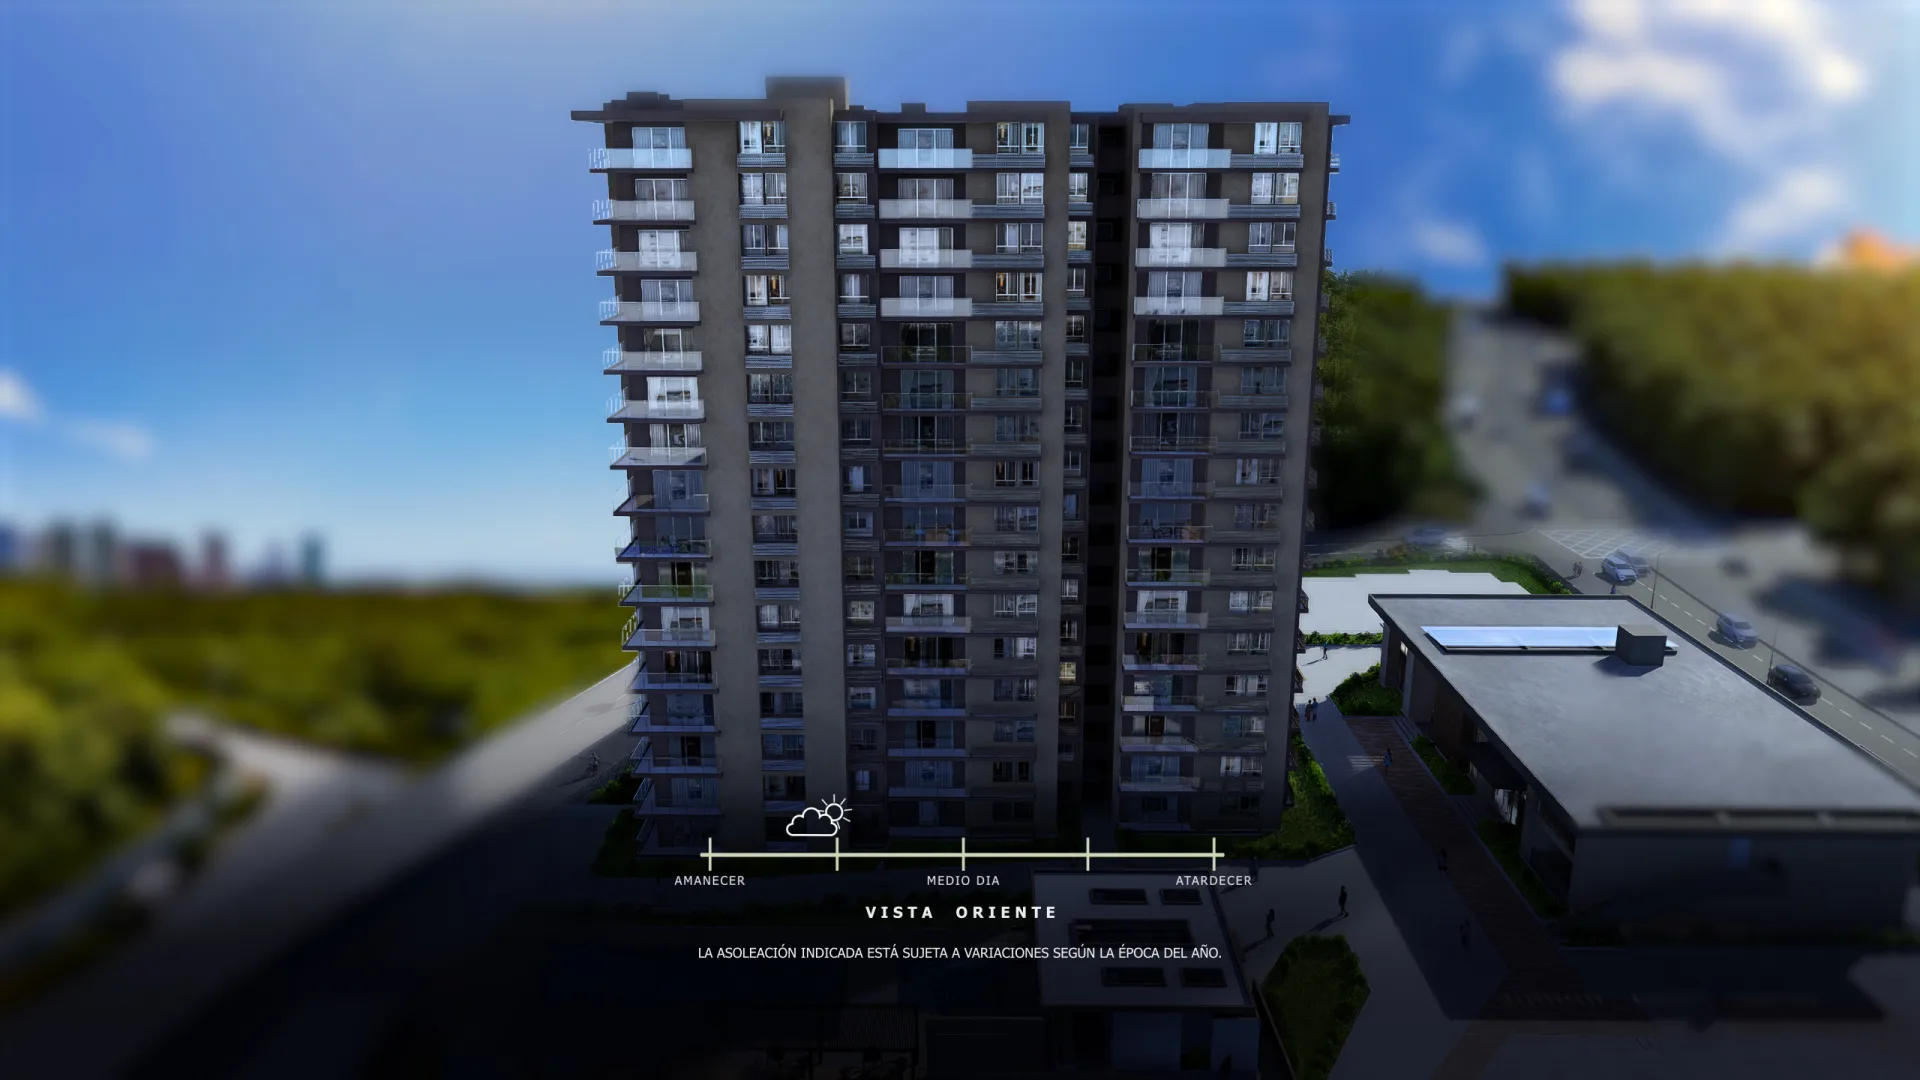 AMANECER MEDIO DIA ATARDECER
VISTA ORIENTE
LA ASOLEACIÓN INDICADA ESTÁ SUJETA A VARIACIONES SEGÚN LA ÉPOCA DEL AÑO.